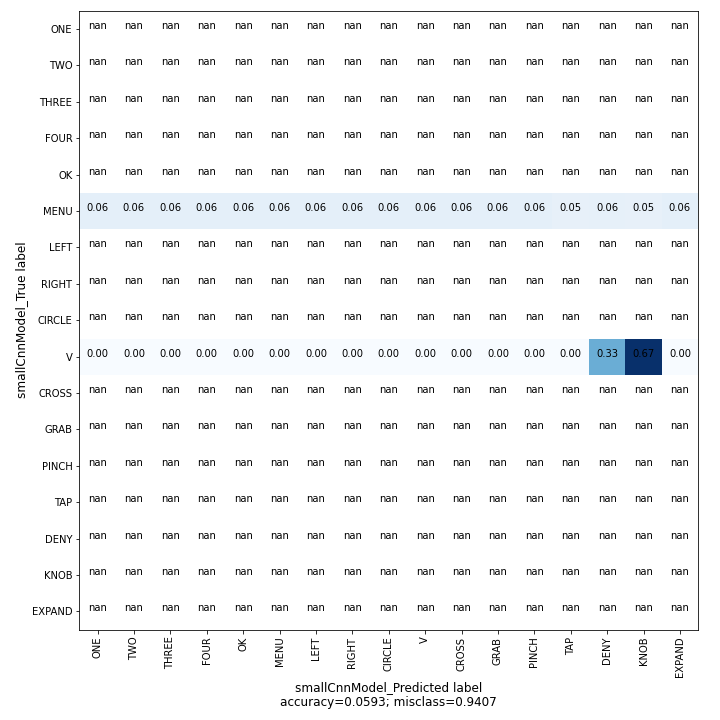 ONE nan nan nan nan nan nan nan nan nan nan nan nan nan nan nan nan nan
TWO nan nan nan nan nan nan nan nan nan nan nan nan nan nan nan nan nan
THREE nan nan nan nan nan nan nan nan nan nan nan nan nan nan nan nan nan
FOUR nan nan nan nan nan nan nan nan nan nan nan nan nan nan nan nan nan
OK nan nan nan nan nan nan nan nan nan nan nan nan nan nan nan nan nan
MENU 0.06 0.06 0.06 0.06 0.06 0.06 0.06 0.06 0.06 0.06 0.06 0.06 0.06 0.05 0.06 0.05 0.06
LEFT nan nan nan nan nan nan nan nan nan nan nan nan nan nan nan nan nan
RIGHT nan nan nan nan nan nan nan nan nan nan nan nan nan nan nan nan nan
CIRCLE nan nan nan nan nan nan nan nan nan nan nan nan nan nan nan nan nan
V 0.00 0.00 0.00 0.00 0.00 0.00 0.00 0.00 0.00 0.00 0.00 0.00 0.00 0.00 0.33 0.67 0.00
CROSS nan nan nan nan nan nan nan nan nan nan nan nan nan nan nan nan nan
GRAB nan nan nan nan nan nan nan nan nan nan nan nan nan nan nan nan nan
PINCH nan nan nan nan nan nan nan nan nan nan nan nan nan nan nan nan nan
TAP nan nan nan nan nan nan nan nan nan nan nan nan nan nan nan nan nan
DENY nan nan nan nan nan nan nan nan nan nan nan nan nan nan nan nan nan
KNOB nan nan nan nan nan nan nan nan nan nan nan nan nan nan nan nan nan
EXPAND nan nan nan nan nan nan nan nan nan nan nan nan nan nan nan nan nan
smallCnnModel_True label
ONE TWO THREE FOUR OK MENU LEFT RIGHT CIRCLE V CROSS GRAB PINCH TAP DENY KNOB EXPAND
smallCnnModel_Predicted label
accuracy=0.0593; misclass=0.9407